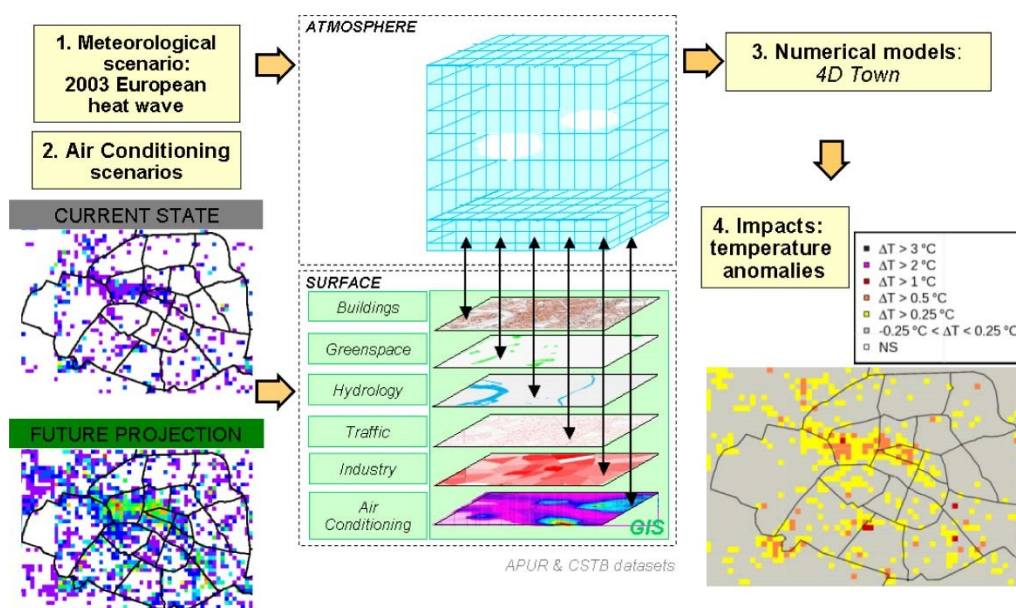 1. Meteorological
scenario:
2003 European
heat wave
2. Air Conditioning
scenarios
CURRENT STATE
FUTURE PROJECTION
ATMOSPHERE
SURFACE
Buildings
Greenspace
Hydrology
Traffic
Industry
Air
Conditioning
GIS
APUR & CSTB datasets
3. Numerical models:
4D Town
4. Impacts:
temperature
anomalies
ΔT > 3 °C
ΔT > 2 °C
ΔT > 1 °C
ΔT > 0.5 °C
ΔT > 0.25 °C
-0.25 °C < ΔT < 0.25 °C
NS